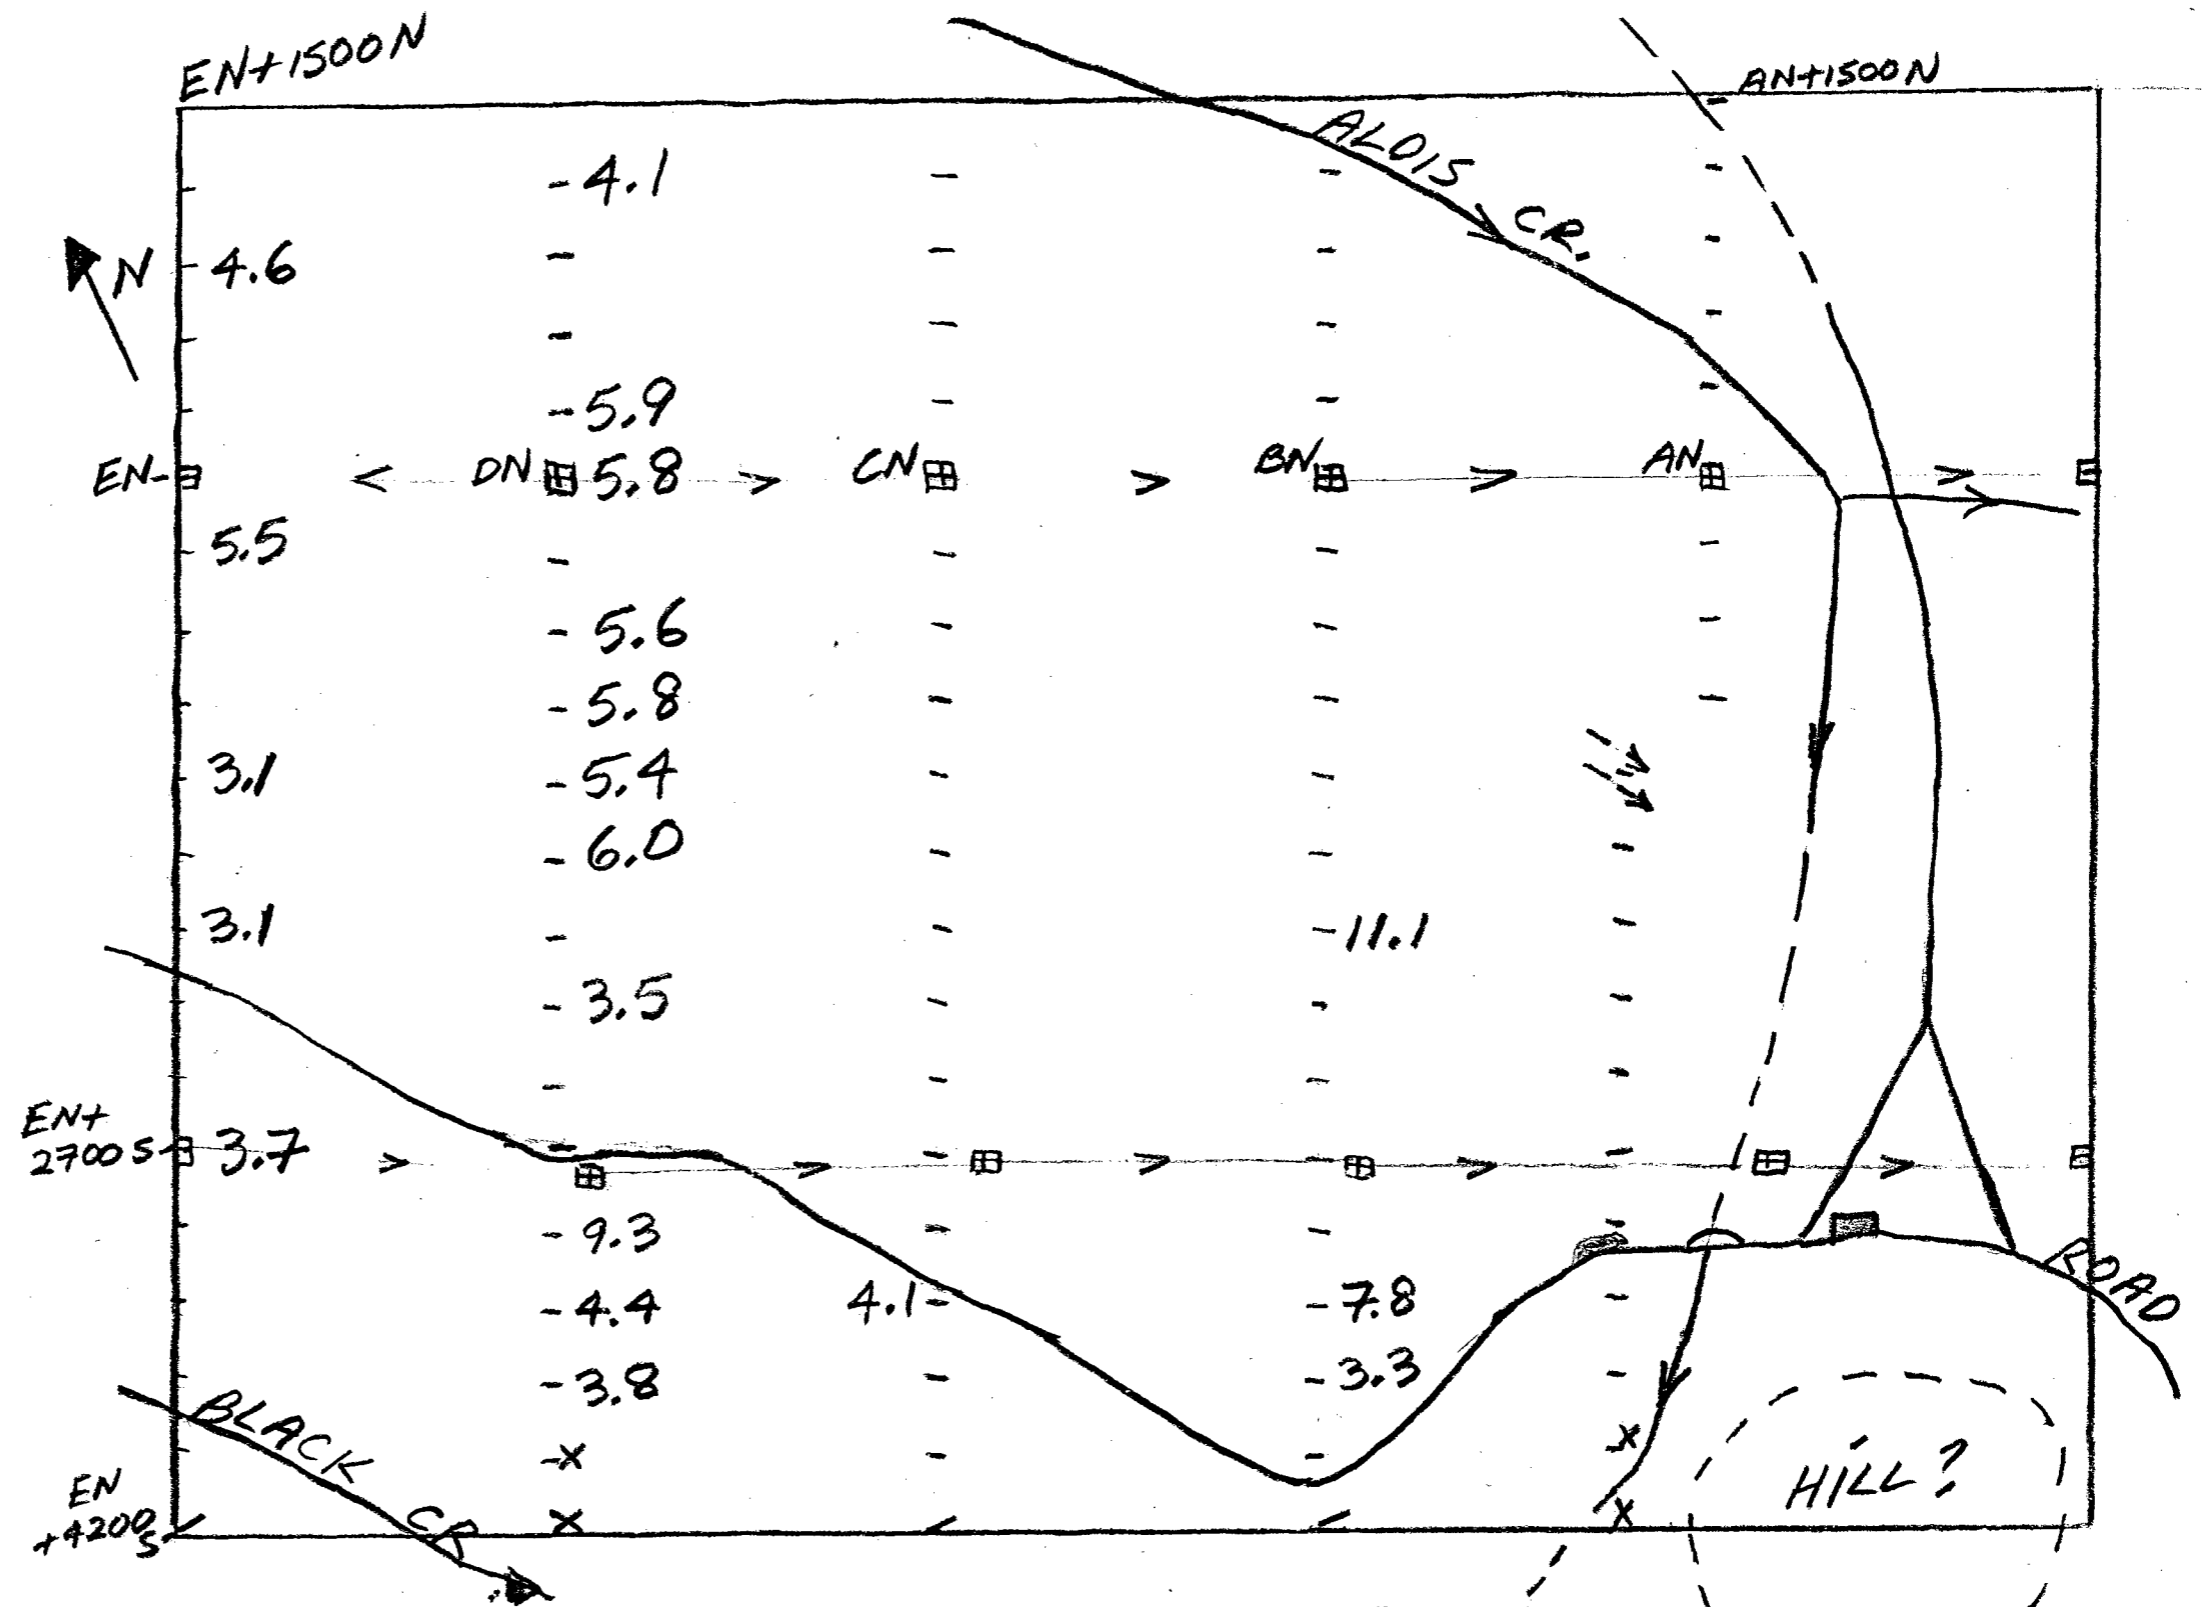 EN+1500N
AN+1500N
ALOIS CR.
4.1
N
4.6
5.9
EN
DN
5.8
CN
BN
AN
5.5
5.6
5.8
3.1
5.4
6.0
3.1
11.1
3.5
EN+
2700S
3.7
9.3
4.4
4.1
7.8
ROAD
3.8
3.3
BLACK CR
X
X
HILL?
EN
+4200
S
X
X